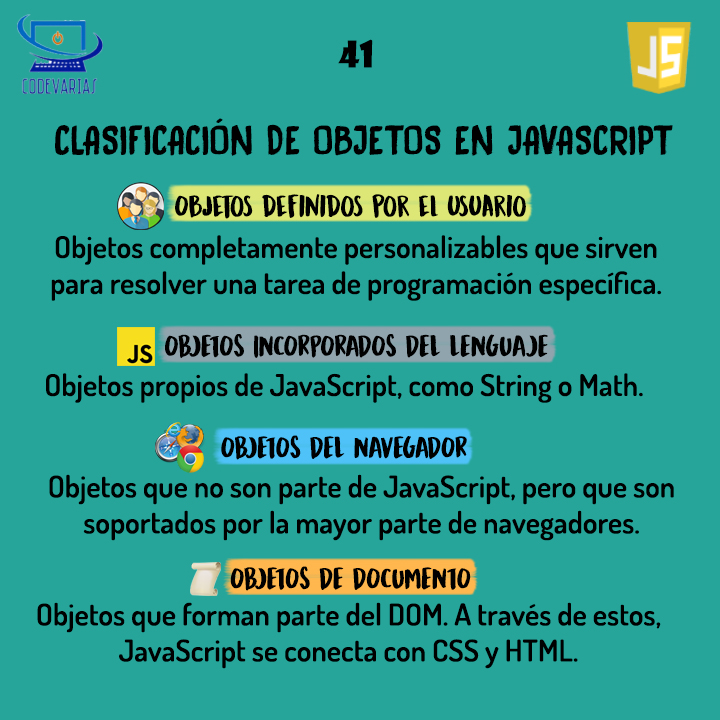 CODEVARIAS
41
JS
CLASIFICACIÓN DE OBJETOS EN JAVASCRIPT
OBJETOS DEFINIDOS POR EL USUARIO
Objetos completamente personalizables que sirven
para resolver una tarea de programación específica.
JS
OBJETOS INCORPORADOS DEL LENGUAJE
Objetos propios de JavaScript, como String o Math.
OBJETOS DEL NAVEGADOR
Objetos que no son parte de JavaScript, pero que son
soportados por la mayor parte de navegadores.
OBJETOS DE DOCUMENTO
Objetos que forman parte del DOM. A través de estos,
JavaScript se conecta con CSS y HTML.